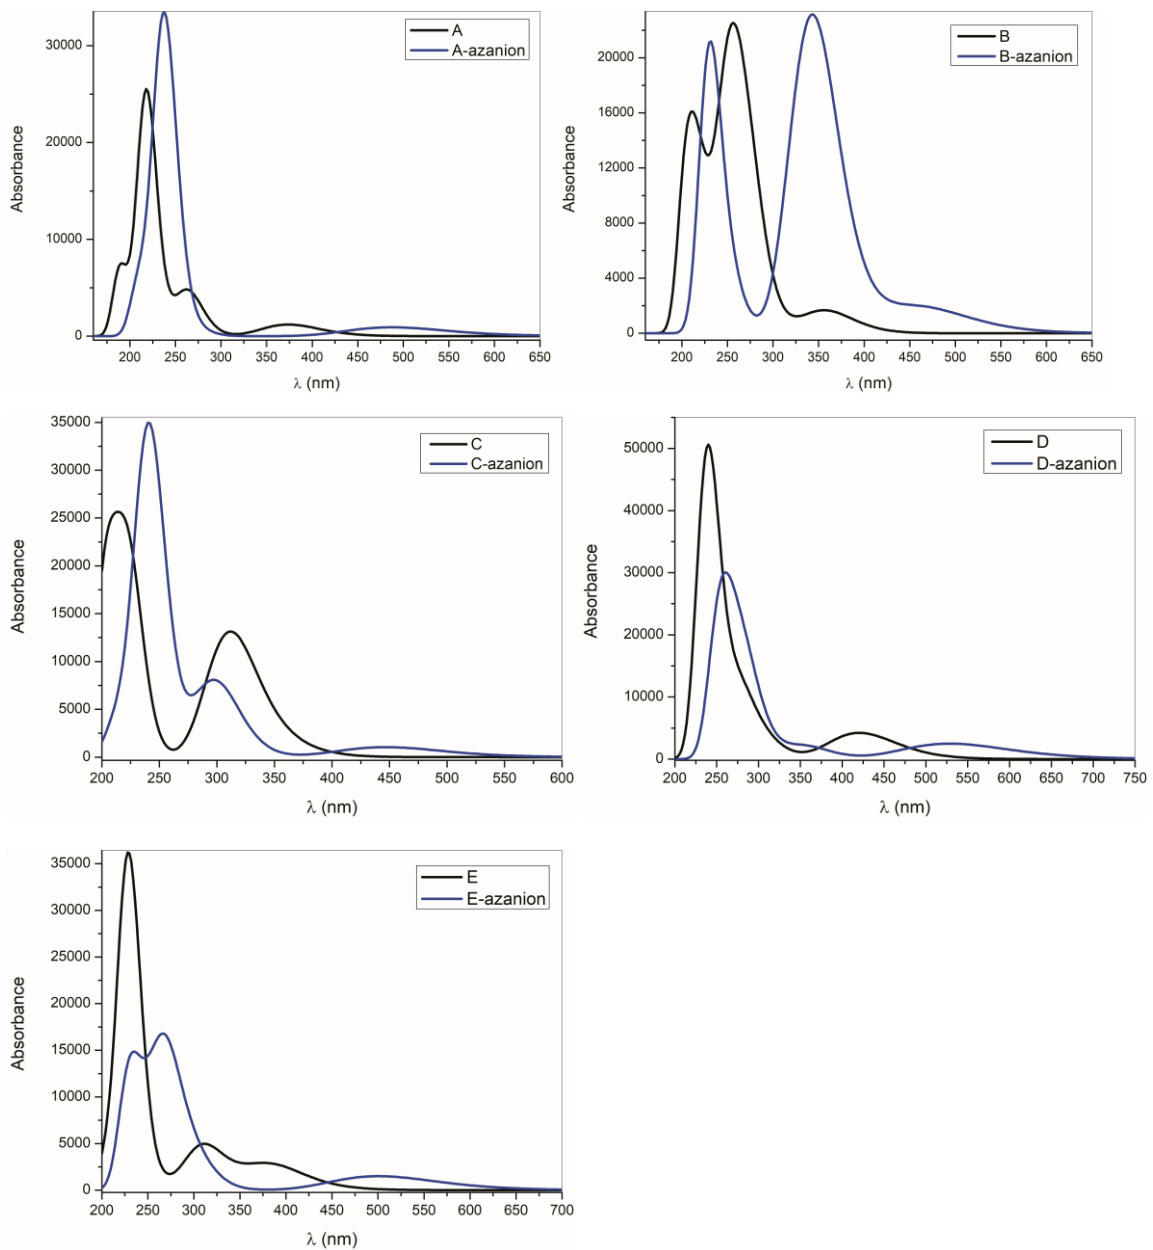 A
A-azanion
30000
20000
10000
0
Absorbance
200 250 300 350 400 450 500 550 600 650
λ (nm)
B
B-azanion
20000
16000
12000
8000
4000
0
Absorbance
200 250 300 350 400 450 500 550 600 650
λ (nm)
C
C-azanion
35000
30000
25000
20000
15000
10000
5000
0
Absorbance
200 250 300 350 400 450 500 550 600
λ (nm)
D
D-azanion
50000
40000
30000
20000
10000
0
Absorbance
200 250 300 350 400 450 500 550 600 650 700 750
λ (nm)
E
E-azanion
35000
30000
25000
20000
15000
10000
5000
0
Absorbance
200 250 300 350 400 450 500 550 600 650 700
λ (nm)